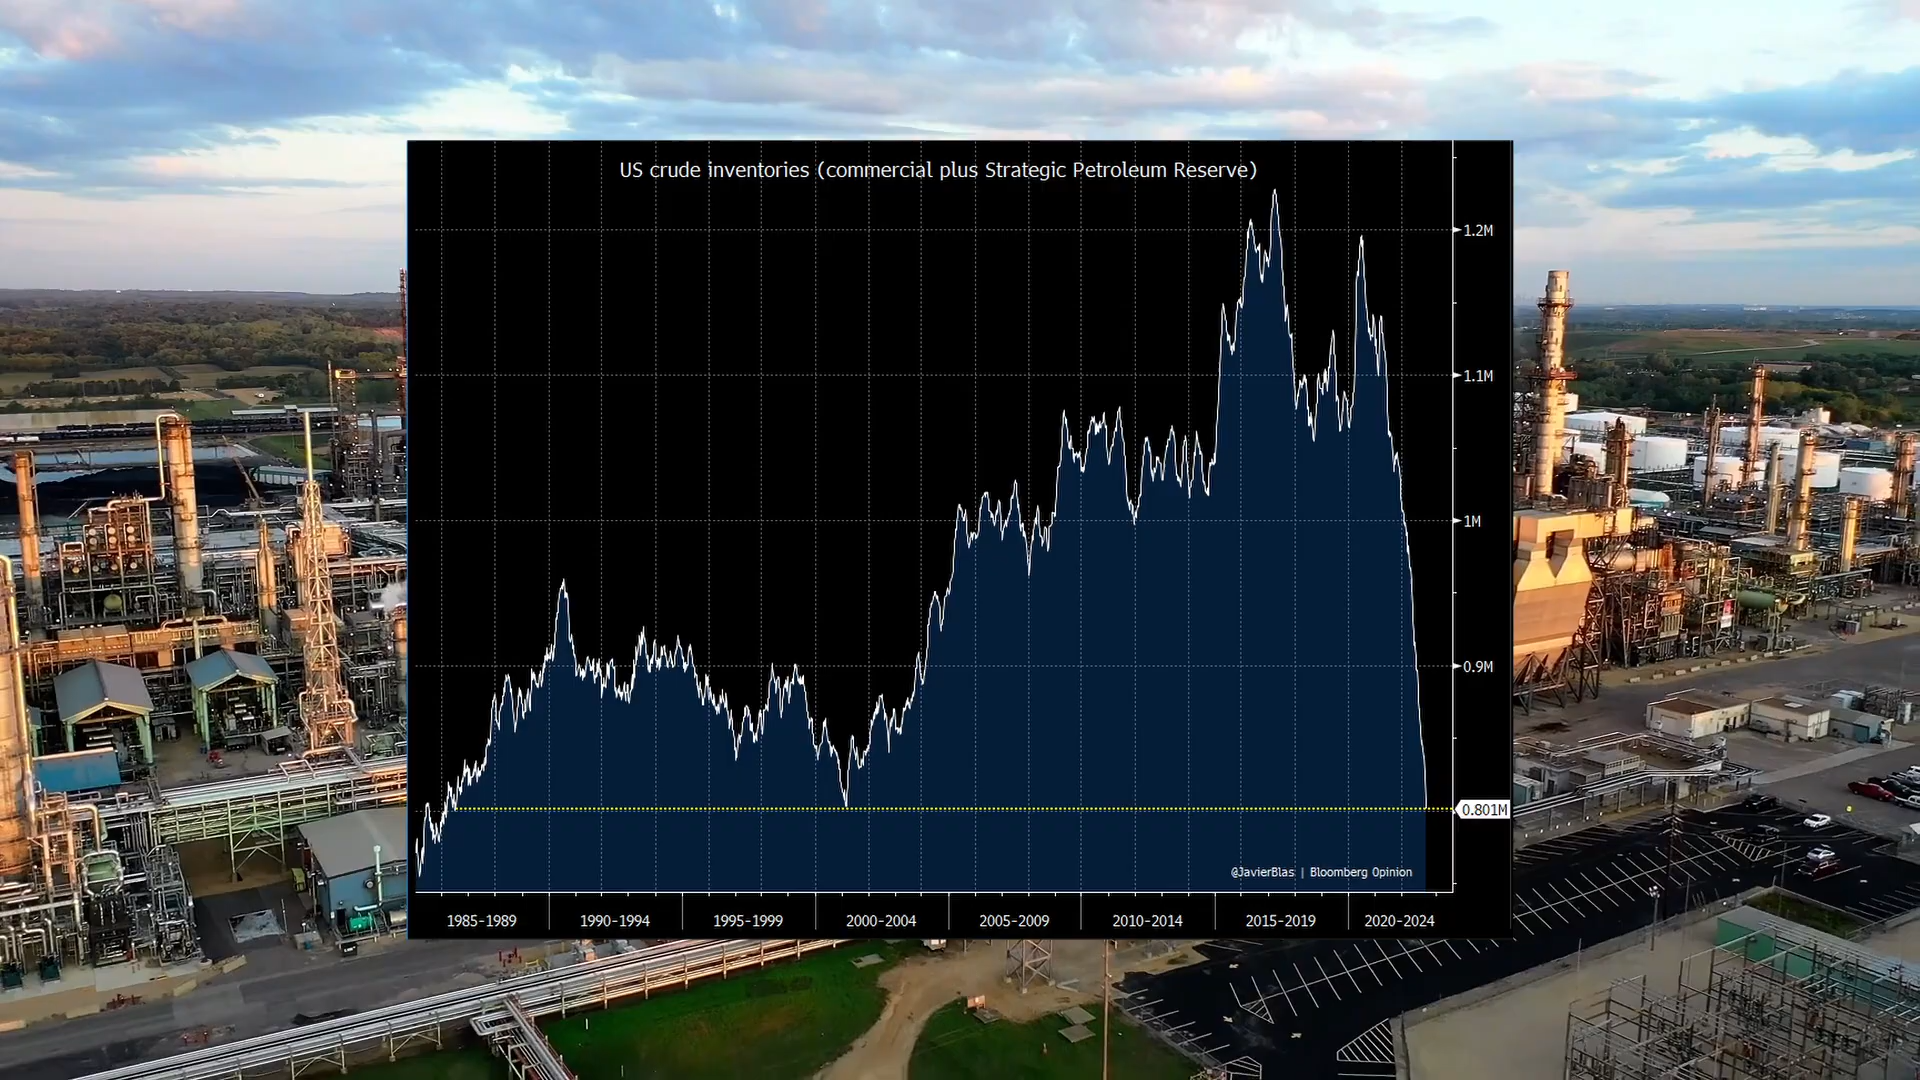 US crude inventories (commercial plus Strategic Petroleum Reserve)
1.2M
1.1M
1M
0.9M
0.801M
@JavierBlas | Bloomberg Opinion
1985-1989 1990-1994 1995-1999 2000-2004 2005-2009 2010-2014 2015-2019 2020-2024